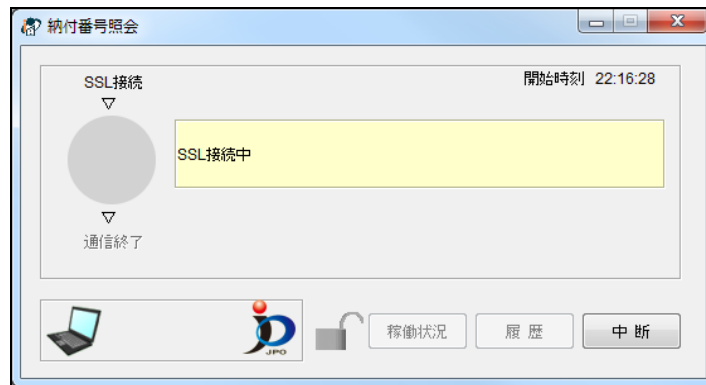 納付番号照会
SSL接続
開始時刻 22:16:28
▽
SSL接続中
▽
通信終了
JPO
稼働状況
履 歴
中 断